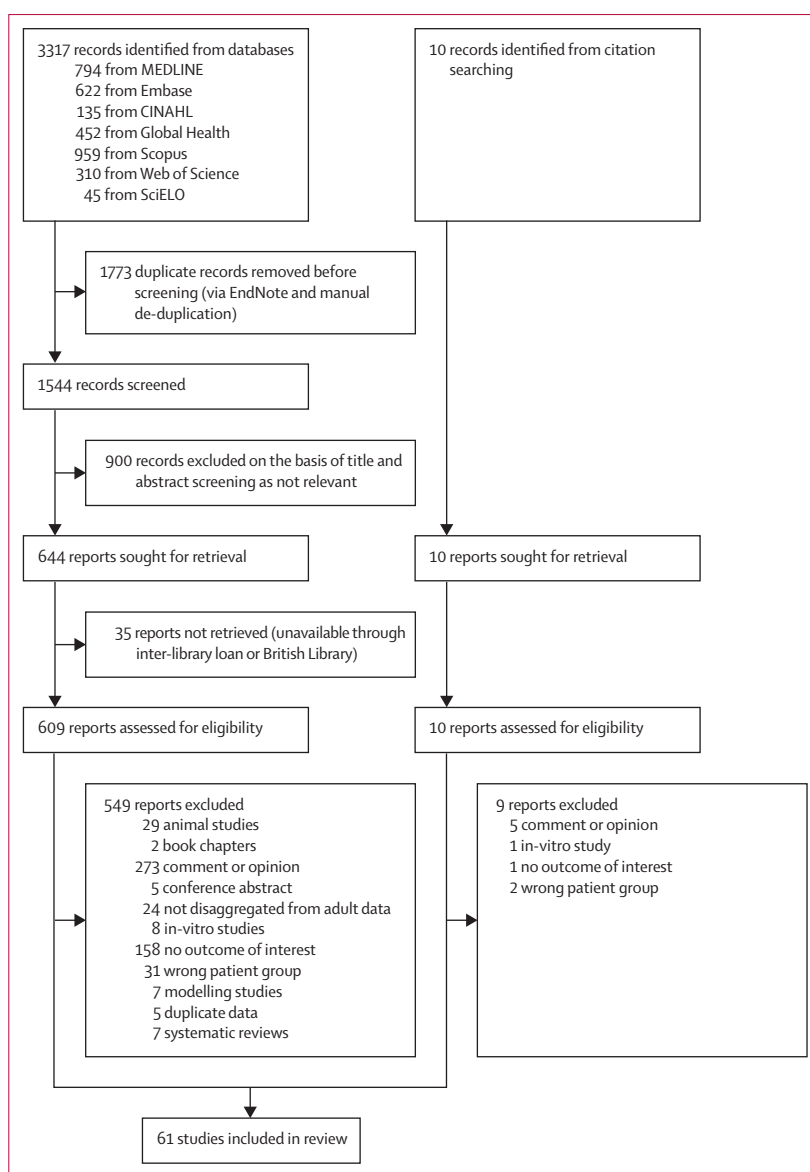 3317 records identified from databases
794 from MEDLINE
622 from Embase
135 from CINAHL
452 from Global Health
959 from Scopus
310 from Web of Science
45 from SciELO
10 records identified from citation
searching
1773 duplicate records removed before
screening (via EndNote and manual
de-duplication)
1544 records screened
900 records excluded on the basis of title and
abstract screening as not relevant
644 reports sought for retrieval
10 reports sought for retrieval
35 reports not retrieved (unavailable through
inter-library loan or British Library)
609 reports assessed for eligibility
10 reports assessed for eligibility
549 reports excluded
29 animal studies
2 book chapters
273 comment or opinion
5 conference abstract
24 not disaggregated from adult data
8 in-vitro studies
158 no outcome of interest
31 wrong patient group
7 modelling studies
5 duplicate data
7 systematic reviews
9 reports excluded
5 comment or opinion
1 in-vitro study
1 no outcome of interest
2 wrong patient group
61 studies included in review